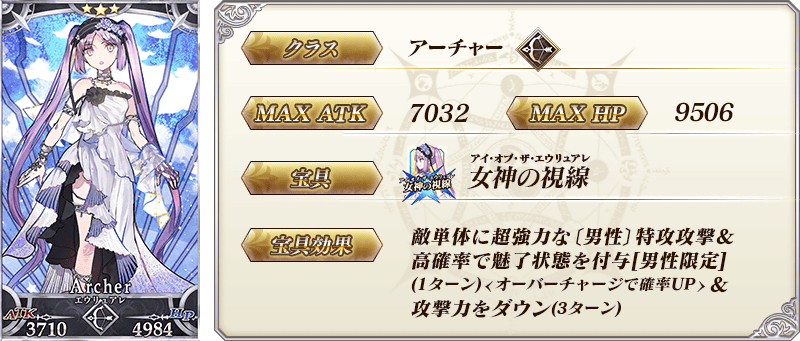 Archer
エウリュアレ
ATK HP
3710 4984
クラス アーチャー
MAX ATK 7032 MAX HP 9506
アイ・オブ・ザ・エウリュアレ
宝具 女神の視線 女神の視線
宝具効果
敵単体に超強力な〔男性〕特攻攻撃&
高確率で魅了状態を付与[男性限定]
(1ターン)<オーバーチャージで確率UP>&
攻撃力をダウン(3ターン)